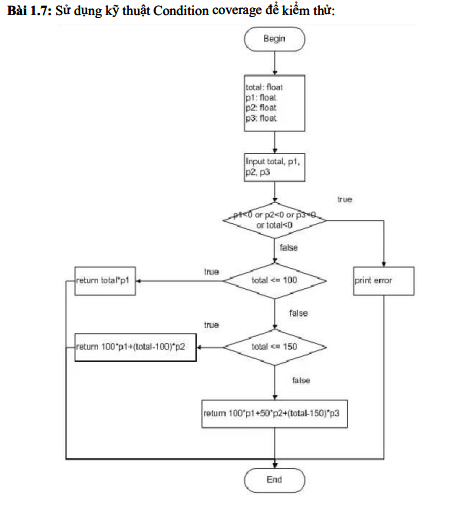 Bài 1.7: Sử dụng kỹ thuật Condition coverage để kiểm thử:
Begin
total: float
p1: float
p2: float
p3: float
Input total, p1,
p2, p3
true
p1<0 or p2<0 or p3<0
or total<0
false
true
return total*p1
total <= 100
print error
false
true
return 100*p1+(total-100)*p2
total <= 150
false
return 100*p1+50*p2+(total-150)*p3
End